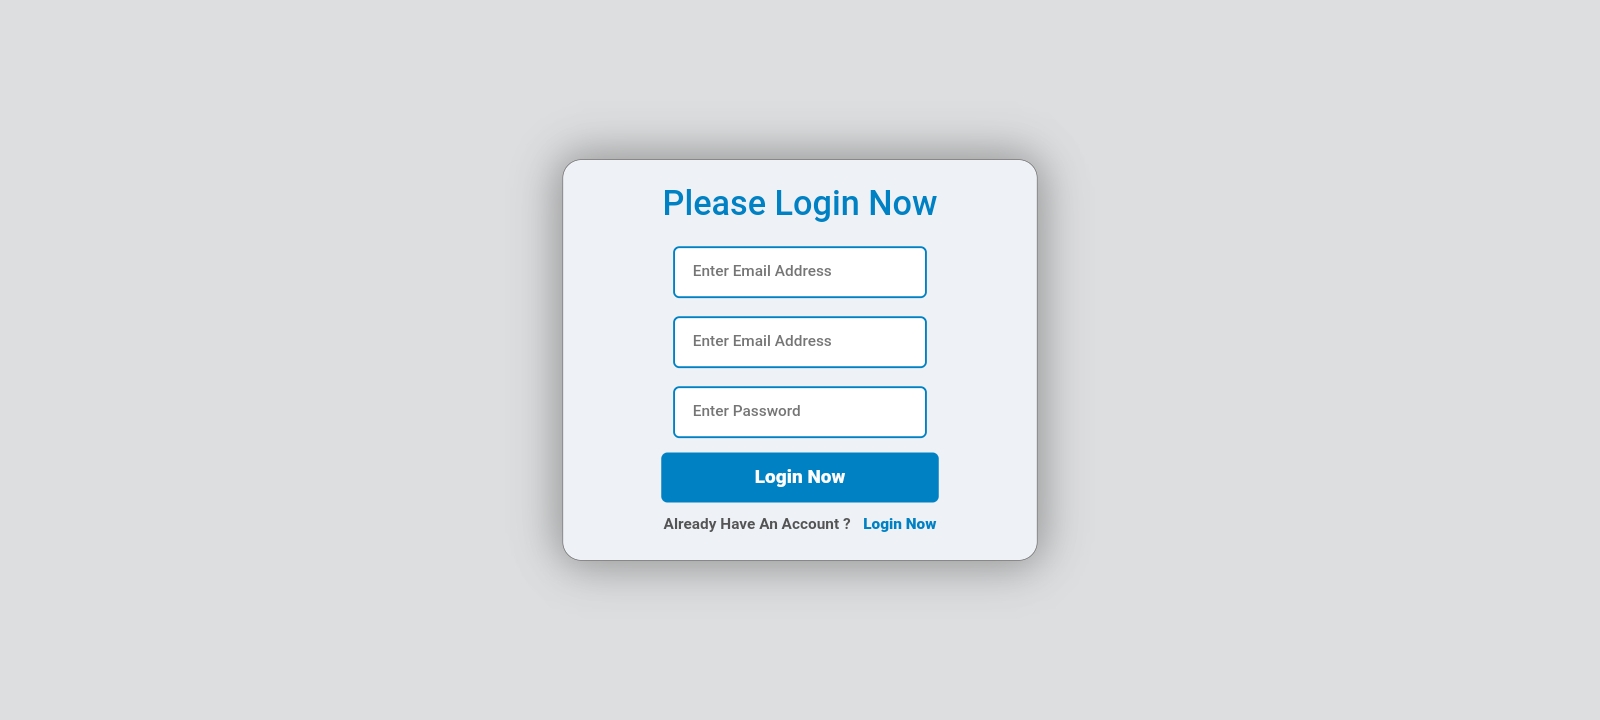 Please Login Now
Enter Email Address
Enter Email Address
Enter Password
Login Now
Already Have An Account ? Login Now